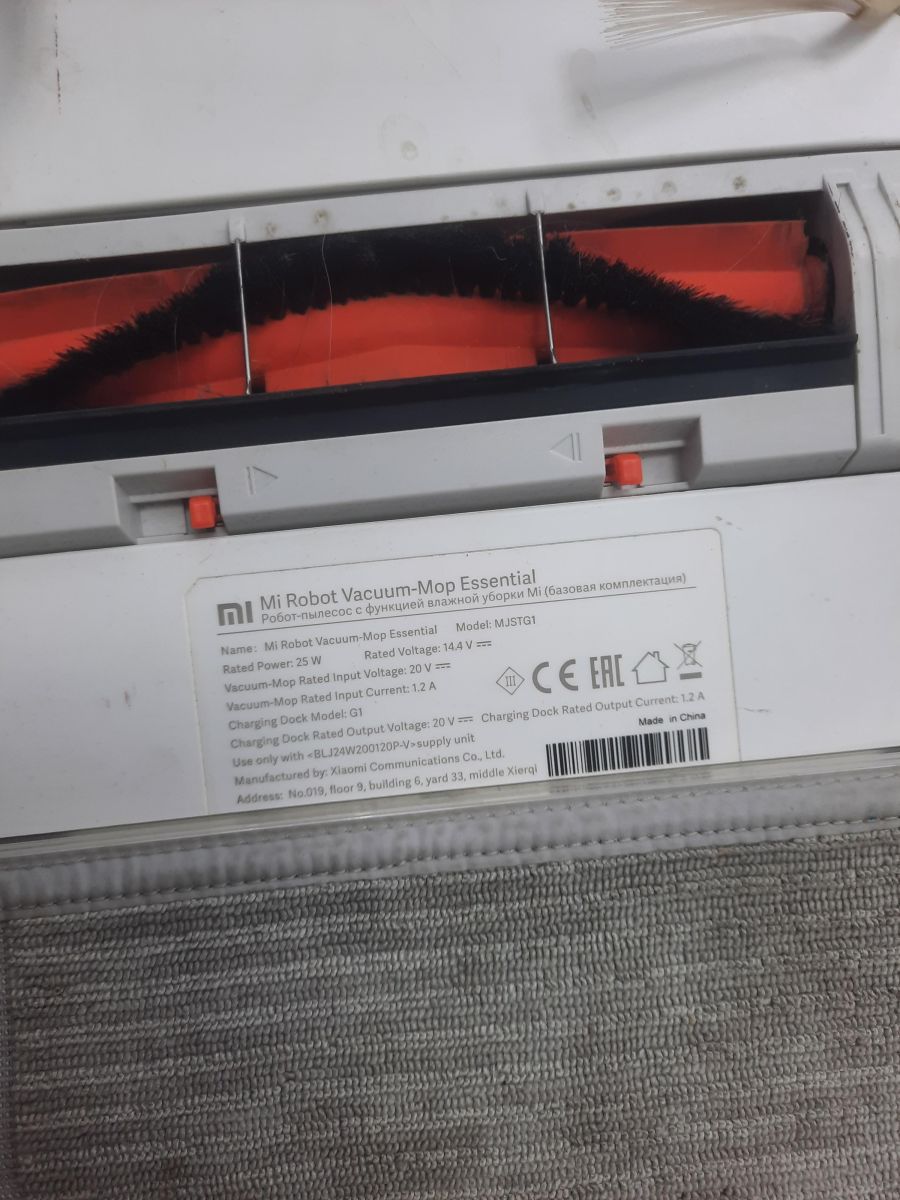 mi Mi Robot Vacuum-Mop Essential
Робот-пылесос с функцией влажной уборки Mi (базовая комплектация)
Name: Mi Robot Vacuum-Mop Essential Model: MJSTG1
Rated Power: 25 W Rated Voltage: 14.4 V ⎓
Vacuum-Mop Rated Input Voltage: 20 V ⎓
Vacuum-Mop Rated Input Current: 1.2 A
Charging Dock Model: G1
III CE EAC
Charging Dock Rated Output Voltage: 20 V ⎓ Charging Dock Rated Output Current: 1.2 A
Use only with <BLJ24W200120P-V>supply unit
Made in China
Manufactured by: Xiaomi Communications Co., Ltd.
Address: No.019, floor 9, building 6, yard 33, middle Xierqi